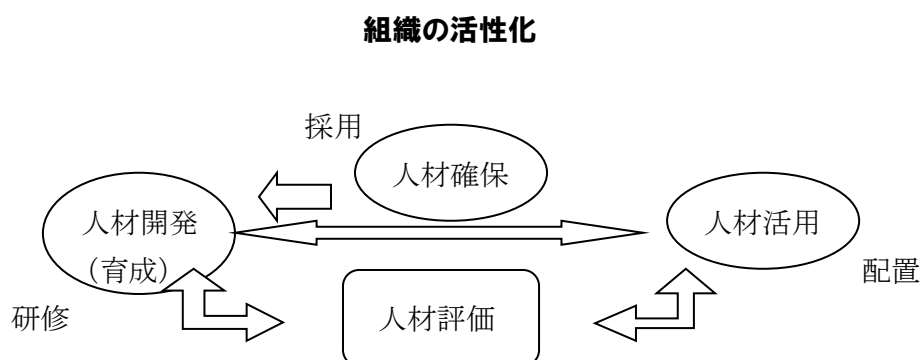 組織の活性化
採用
人材確保
人材開発
(育成)
人材活用
配置
研修
人材評価